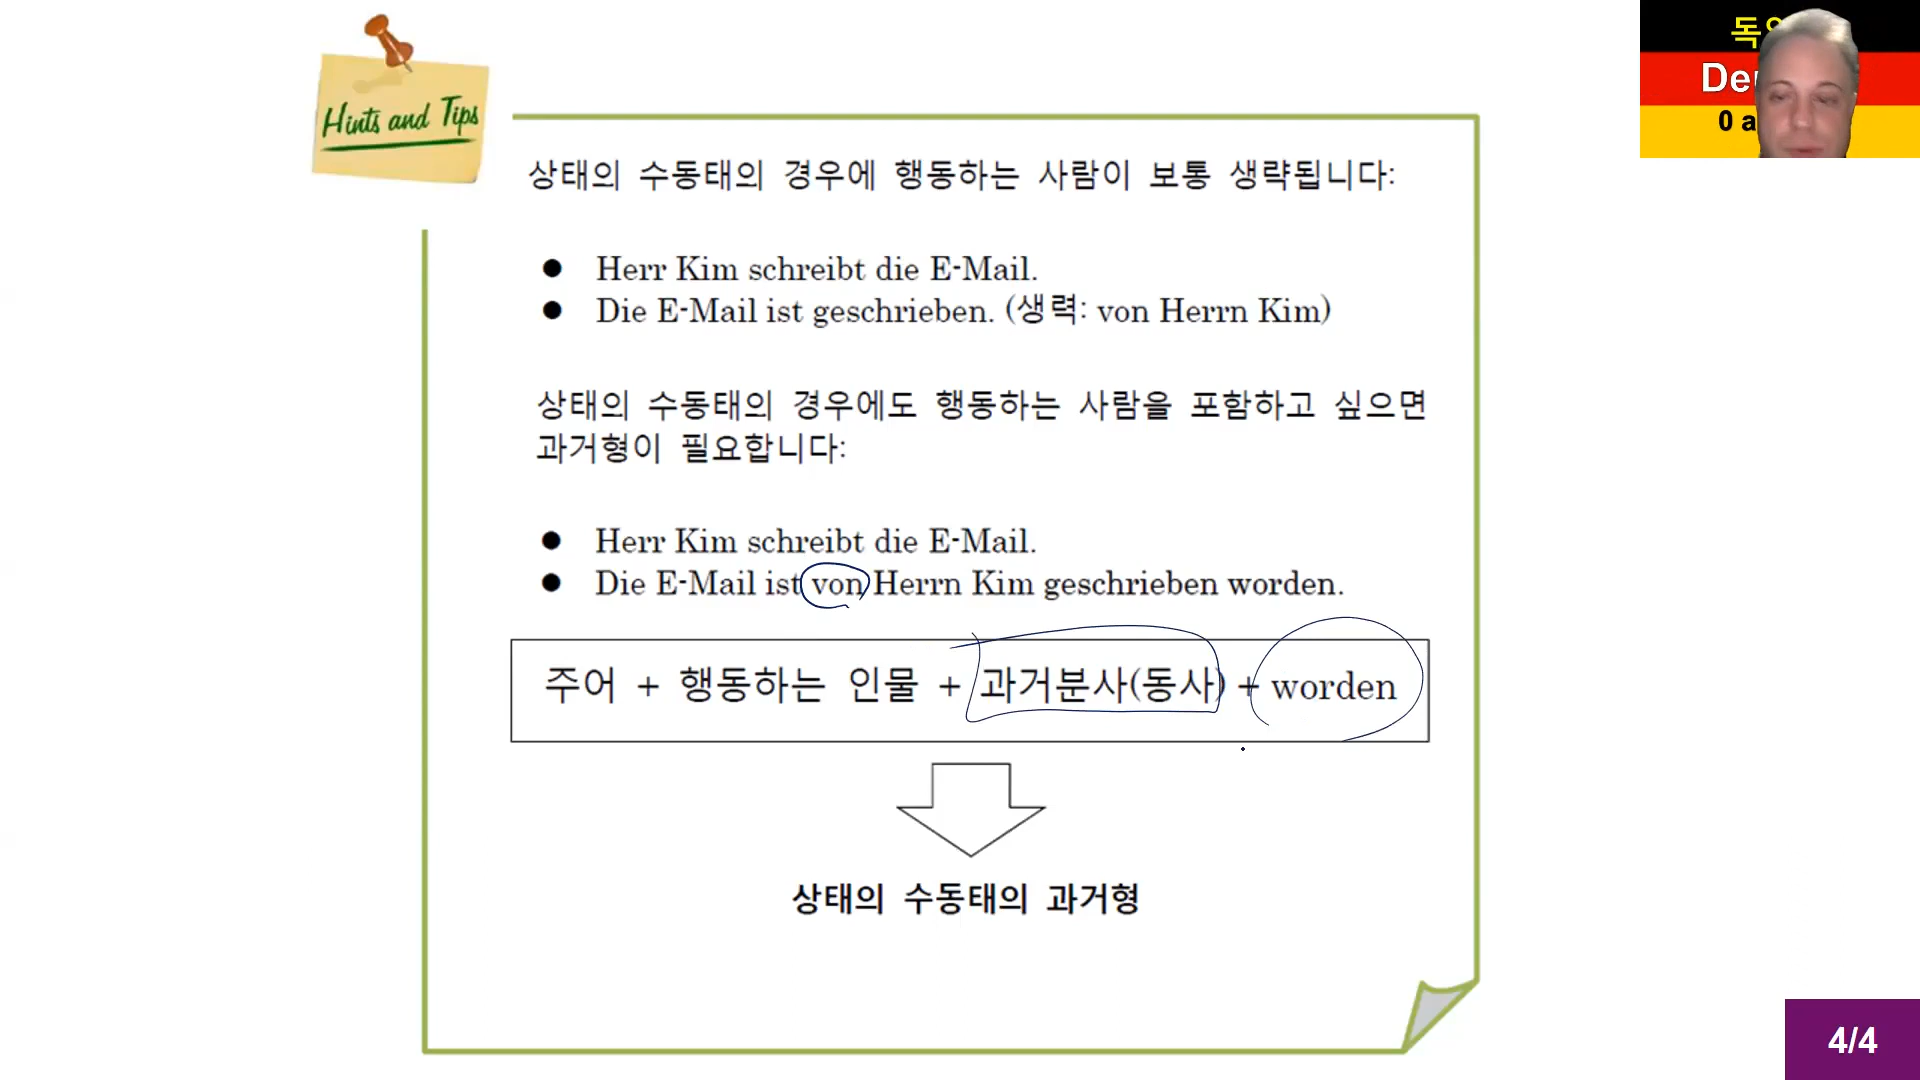 Hints and Tips
상태의 수동태의 경우에 행동하는 사람이 보통 생략됩니다:
● Herr Kim schreibt die E-Mail.
● Die E-Mail ist geschrieben. (생력: von Herrn Kim)
상태의 수동태의 경우에도 행동하는 사람을 포함하고 싶으면
과거형이 필요합니다:
● Herr Kim schreibt die E-Mail.
● Die E-Mail ist von Herrn Kim geschrieben worden.
주어 + 행동하는 인물 + 과거분사(동사) + worden
상태의 수동태의 과거형
4/4